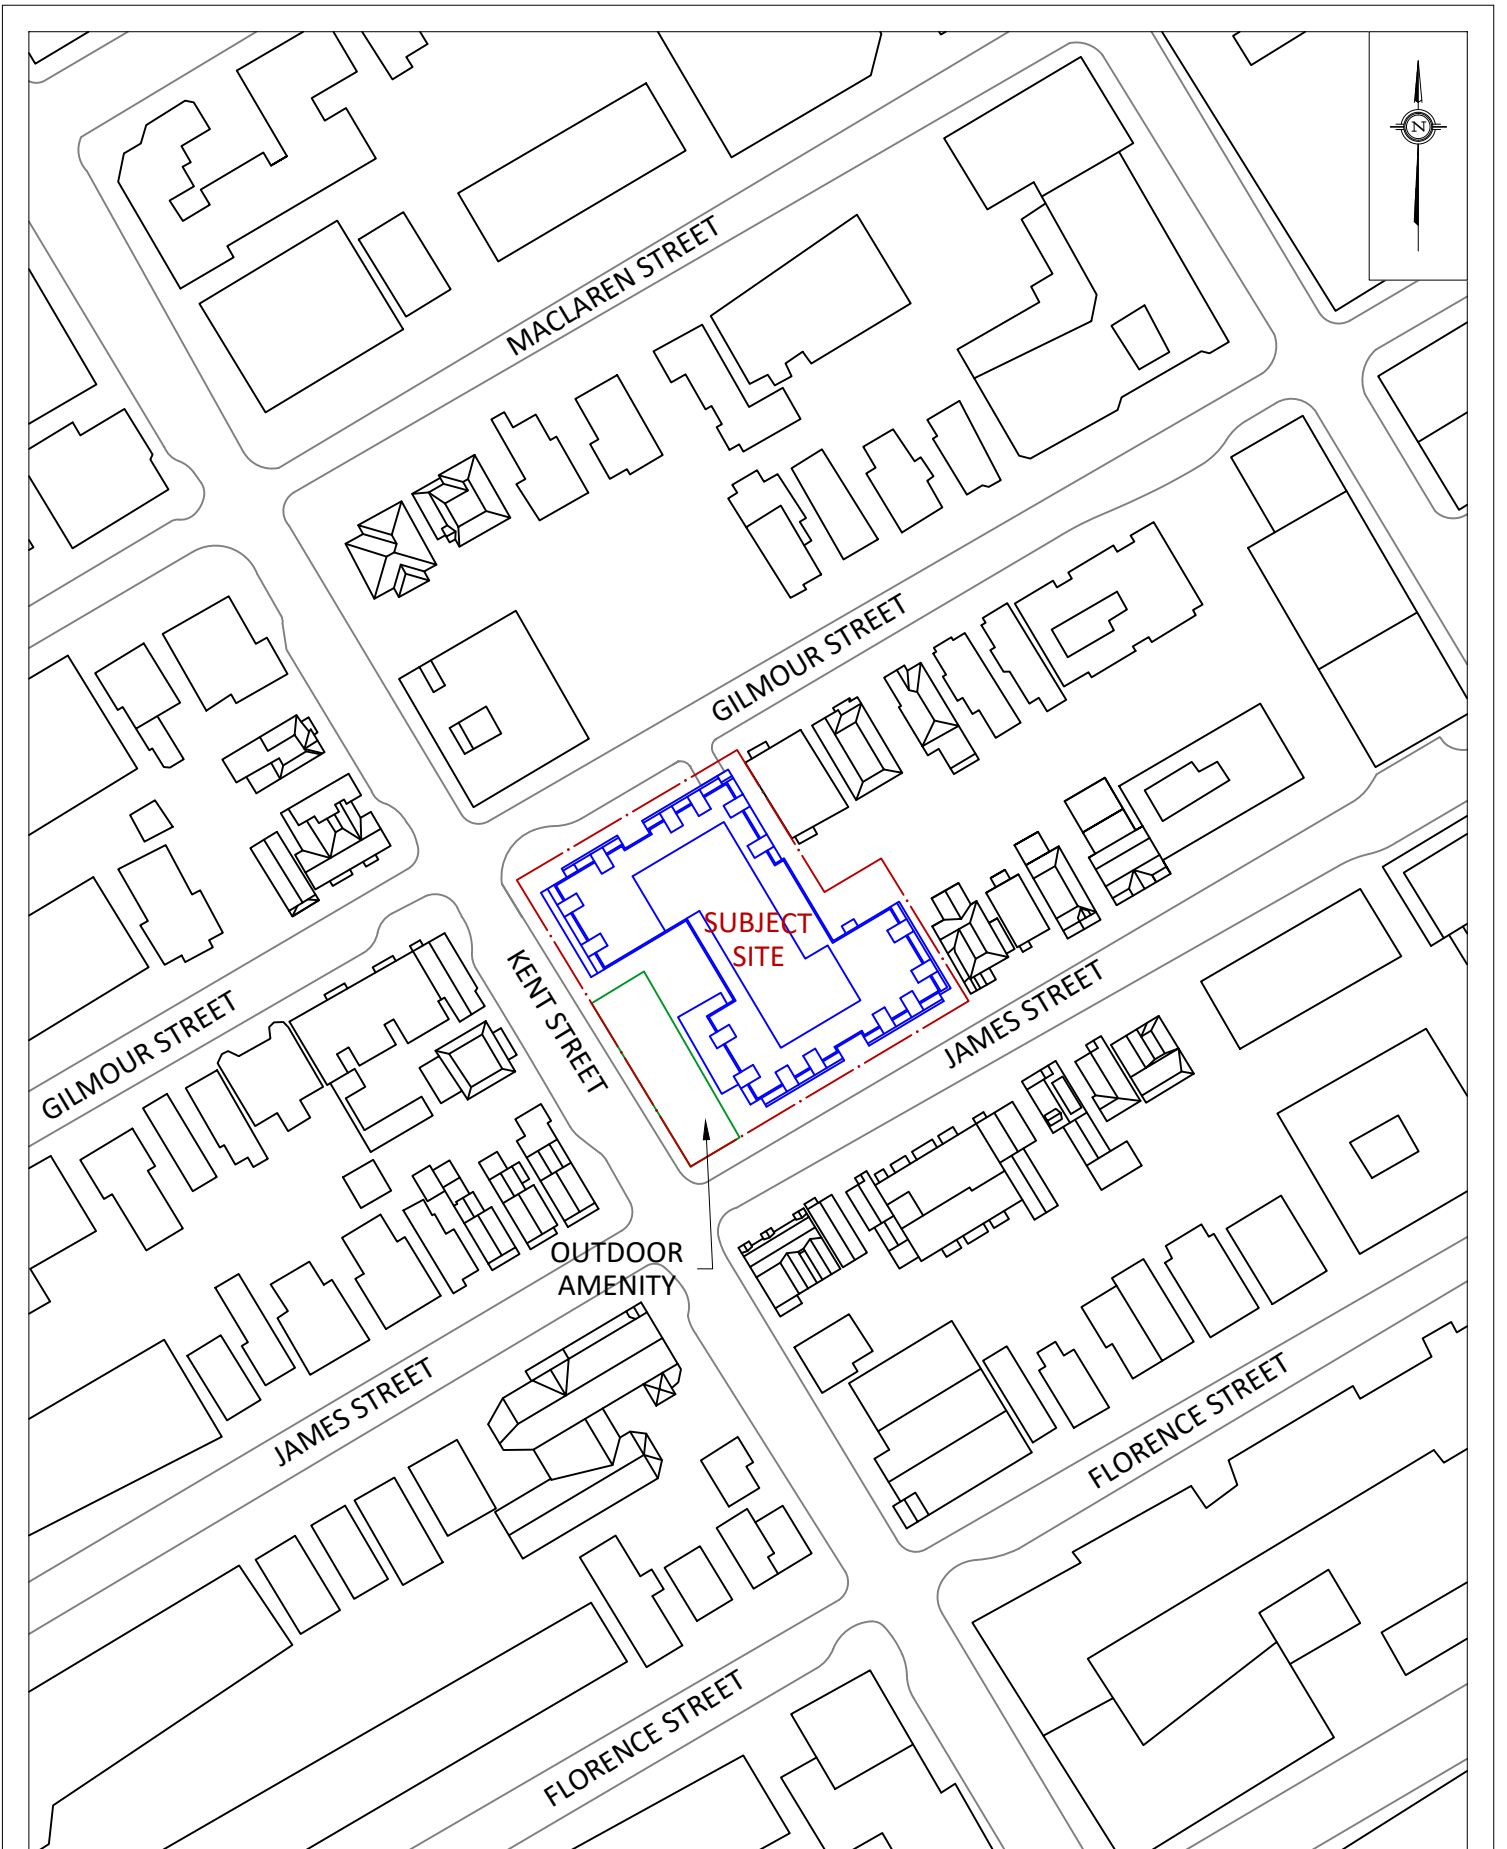 N
MACLAREN STREET
GILMOUR STREET
SUBJECT
SITE
KENT STREET
JAMES STREET
GILMOUR STREET
OUTDOOR
AMENITY
JAMES STREET
FLORENCE STREET
FLORENCE STREET